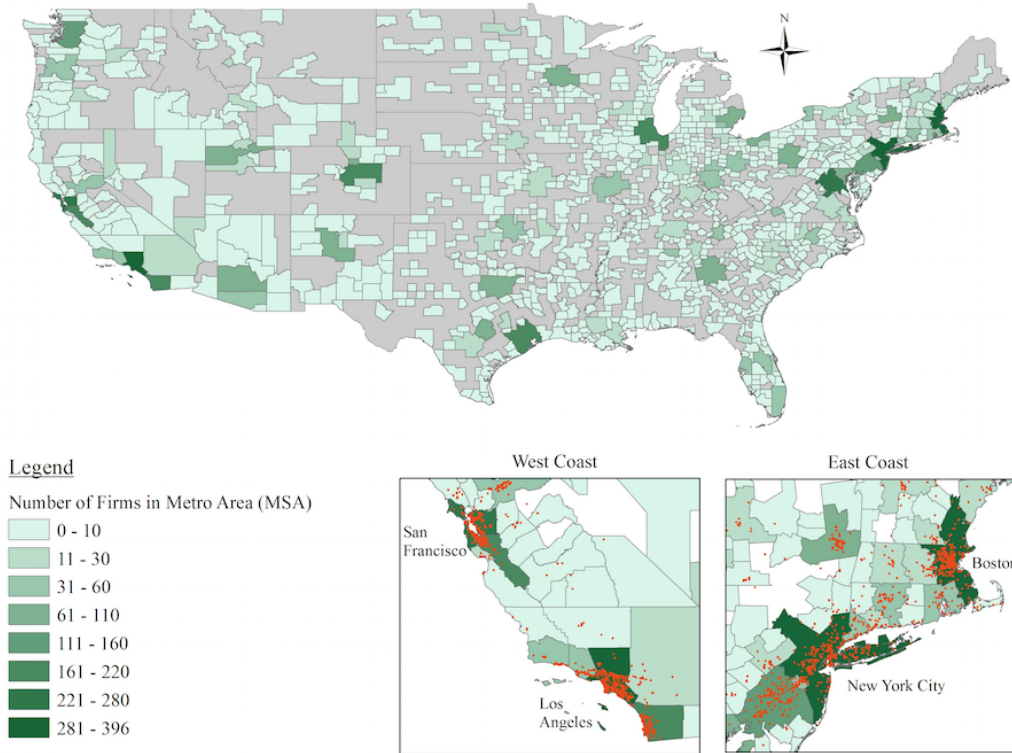 N
Legend
Number of Firms in Metro Area (MSA)
0 - 10
11 - 30
31 - 60
61 - 110
111 - 160
161 - 220
221 - 280
281 - 396
West Coast
San
Francisco
Los
Angeles
East Coast
Boston
New York City